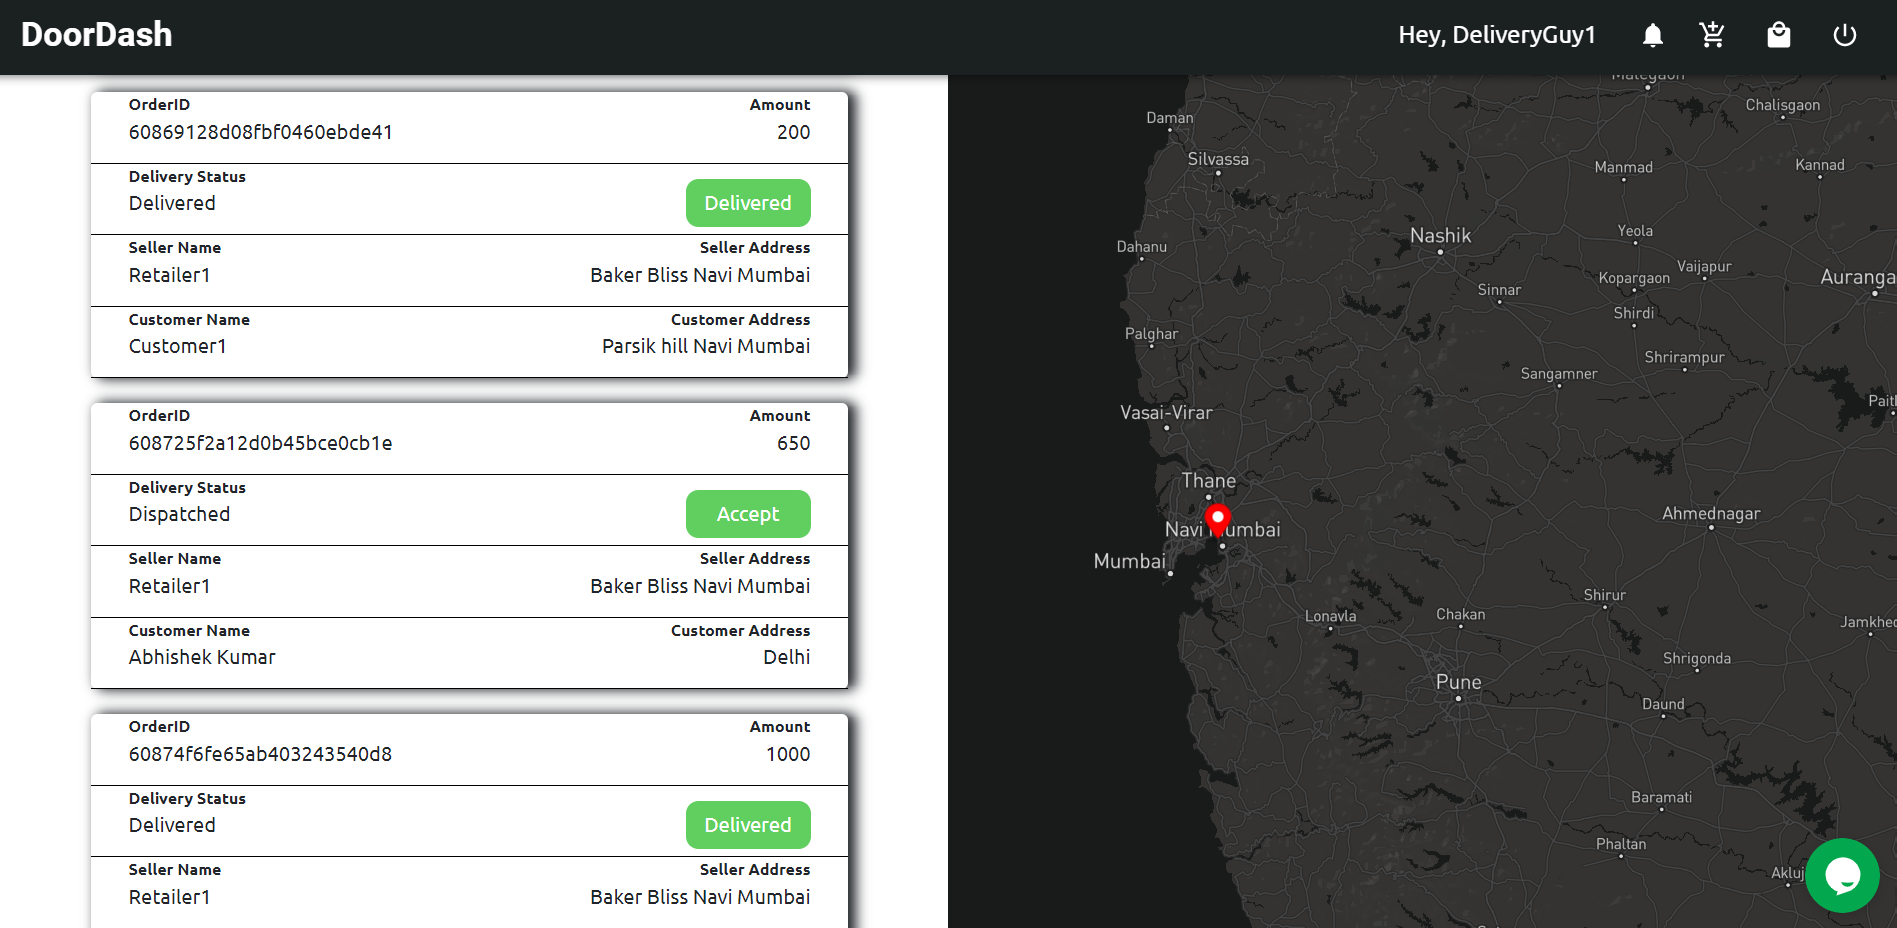 DoorDash
Hey, DeliveryGuy1
OrderID Amount
60869128d08fbf0460ebde41 200
Delivery Status
Delivered Delivered
Seller Name Seller Address
Retailer1 Baker Bliss Navi Mumbai
Customer Name Customer Address
Customer1 Parsik hill Navi Mumbai
OrderID Amount
608725f2a12d0b45bce0cb1e 650
Delivery Status
Dispatched Accept
Seller Name Seller Address
Retailer1 Baker Bliss Navi Mumbai
Customer Name Customer Address
Abhishek Kumar Delhi
OrderID Amount
60874f6fe65ab403243540d8 1000
Delivery Status
Delivered Delivered
Seller Name Seller Address
Retailer1 Baker Bliss Navi Mumbai
Daman
Chalisgaon
Silvassa
Manmad
Kannad
Nashik
Yeola
Dahanu
Vaijapur
Kopargaon
Auranga
Sinnar
Shirdi
Palghar
Shrirampur
Sangamner
Vasai-Virar
Thane
Ahmednagar
Navi Mumbai
Mumbai
Shirur
Lonavla
Chakan
Shrigonda
Pune
Daund
Baramati
Phaltan
Akluj